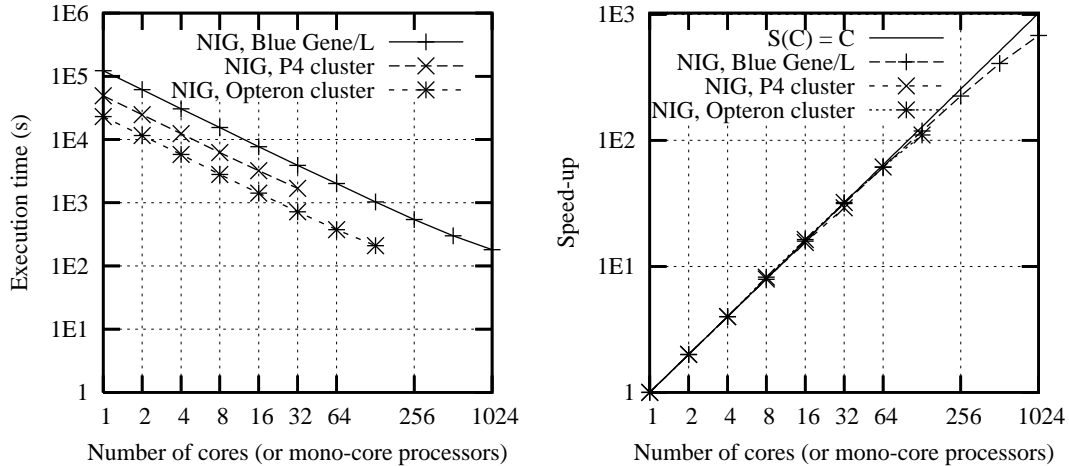 1E6
1E5
1E4
1E3
1E2
1E1
1
Execution time (s)
NIG, Blue Gene/L
NIG, P4 cluster
NIG, Opteron cluster
1 2 4 8 16 32 64 256 1024
Number of cores (or mono-core processors)
1E3
1E2
1E1
1
Speed-up
S(C) = C
NIG, Blue Gene/L
NIG, P4 cluster
NIG, Opteron cluster
1 2 4 8 16 32 64 256 1024
Number of cores (or mono-core processors)